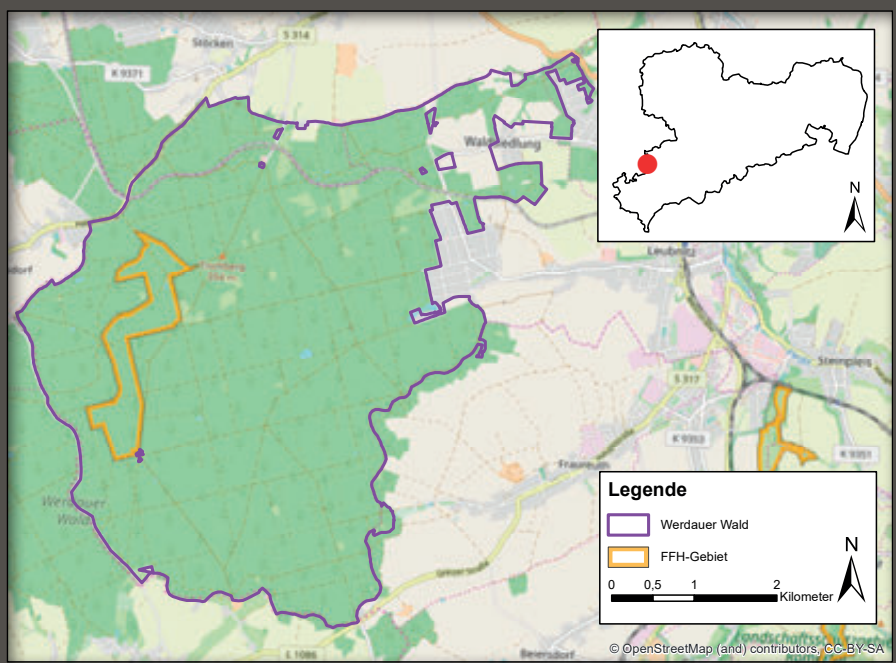 Stöcken
S 314
K 9371
Waldsiedlung
N
Leubnitz
Steinpleis
S 317
K 9353
K 9351
Fraureuth
Werdauer
Wald
Legende
Werdauer Wald
FFH-Gebiet
N
0 0,5 1 2
Kilometer
L 1086
Beiersdorf
© OpenStreetMap (and) contributors, CC-BY-SA